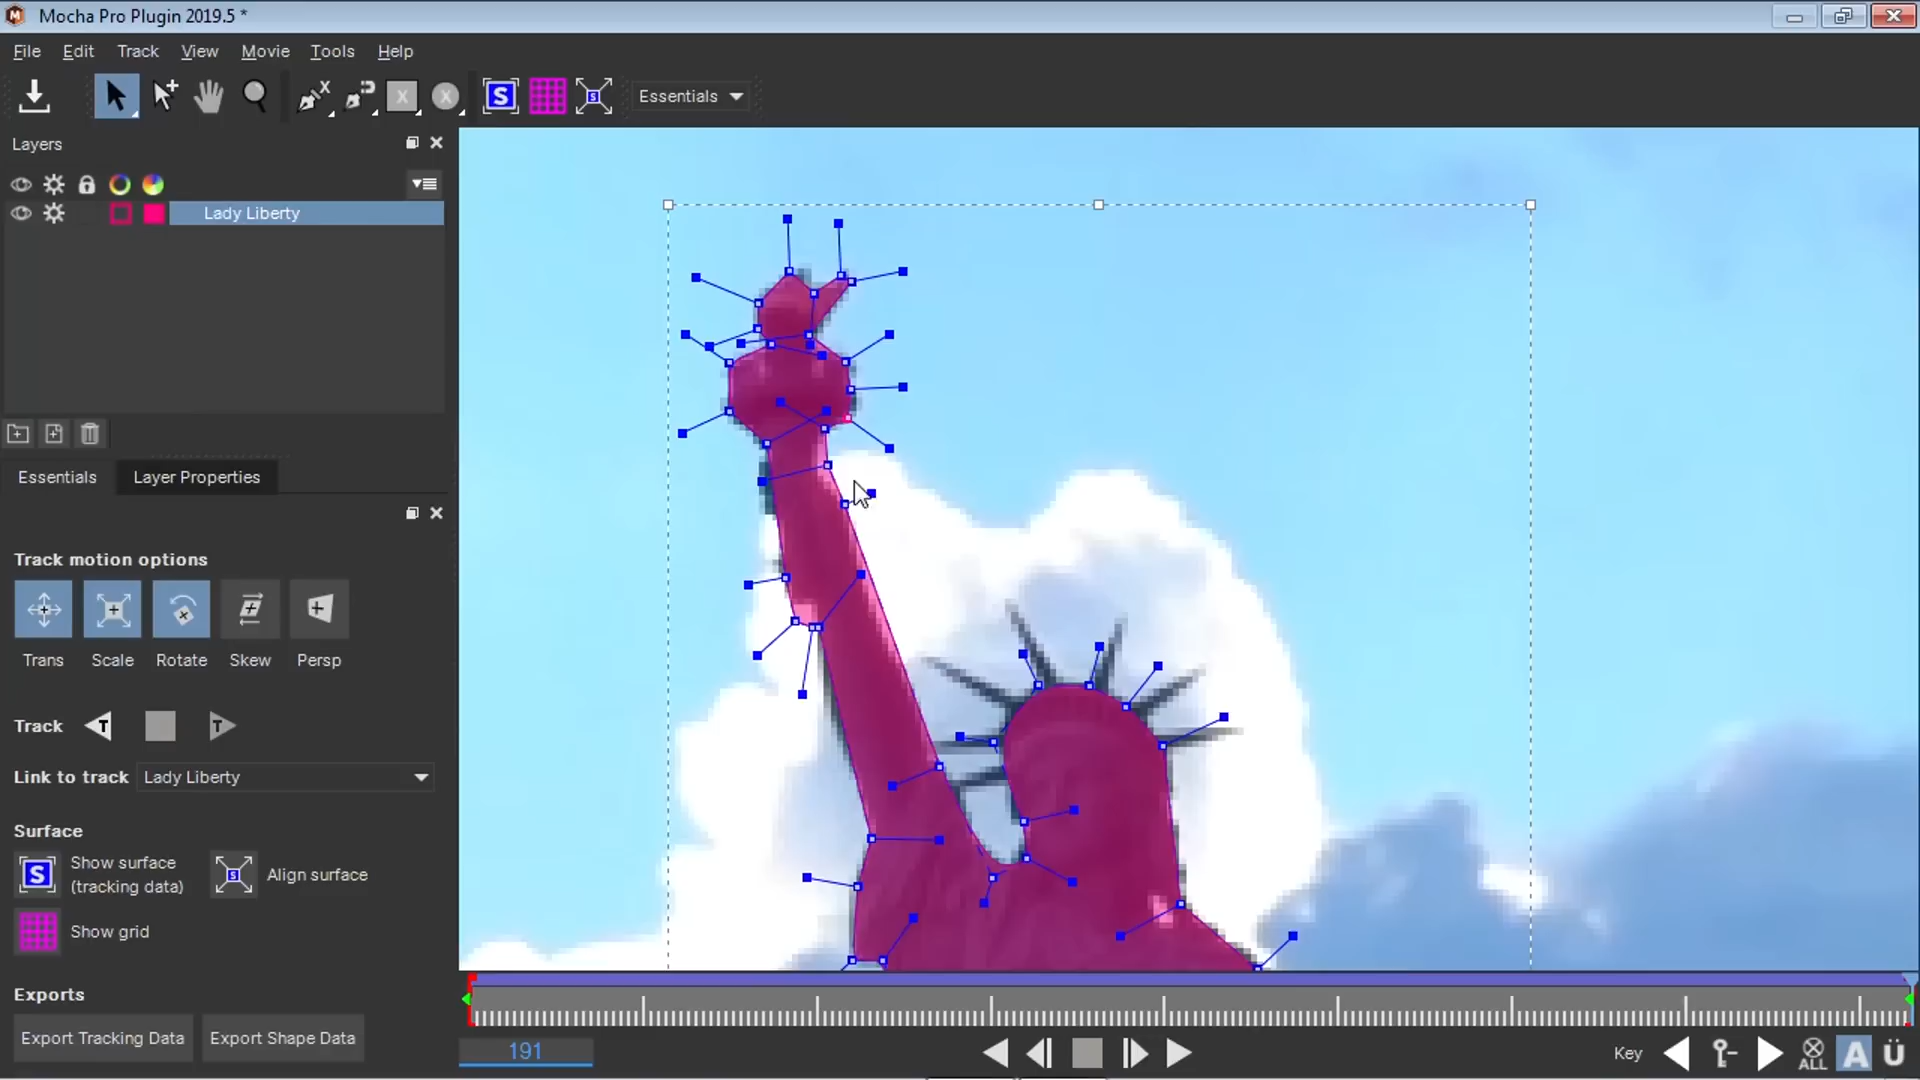 Mocha Pro Plugin 2019.5 *
File Edit Track View Movie Tools Help
S S Essentials
Layers
Lady Liberty
Essentials Layer Properties
Track motion options
Trans Scale Rotate Skew Persp
Track T T
Link to track Lady Liberty
Surface
S Show surface (tracking data)
S Align surface
Show grid
Exports
Export Tracking Data Export Shape Data
191
Key ALL A Ü